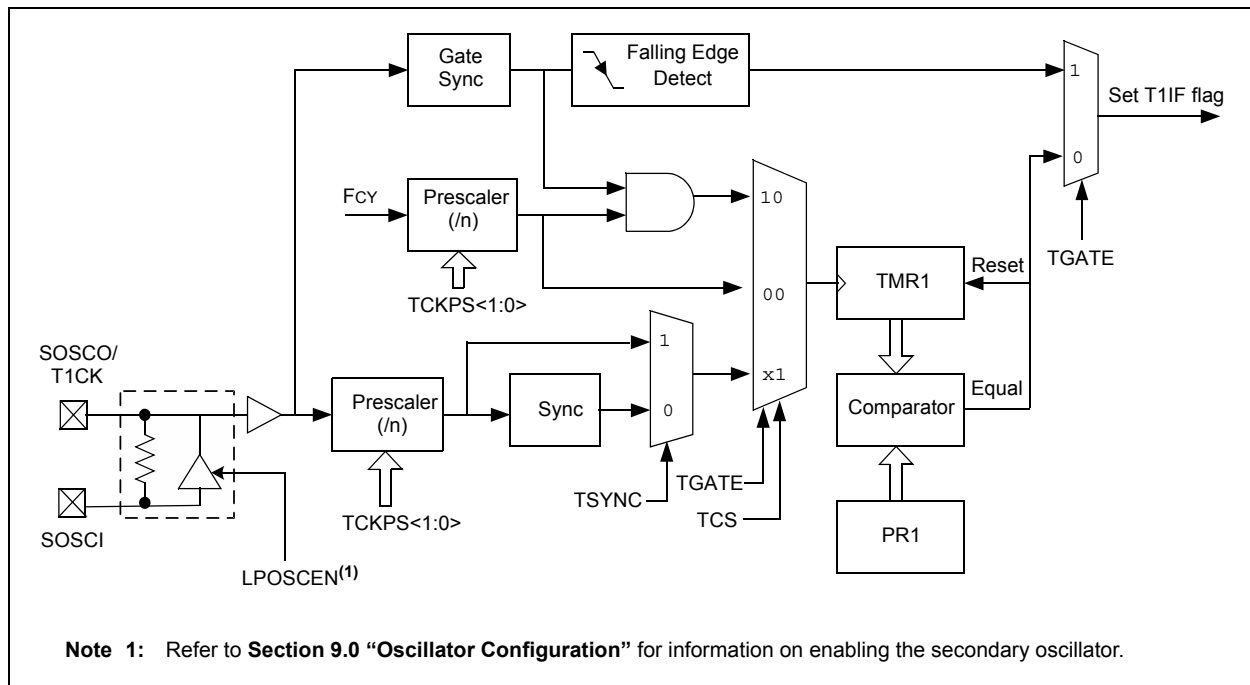 Gate
Sync
Falling Edge
Detect
1
Set T1IF flag
0
FCY
Prescaler
(/n)
10
TGATE
TCKPS<1:0>
00
Reset
TMR1
SOSCO/
T1CK
1
x1
Prescaler
(/n)
Sync
0
Comparator
Equal
TGATE
TSYNC
TCS
SOSCI
TCKPS<1:0>
PR1
LPOSCEN(1)
Note 1: Refer to Section 9.0 “Oscillator Configuration” for information on enabling the secondary oscillator.